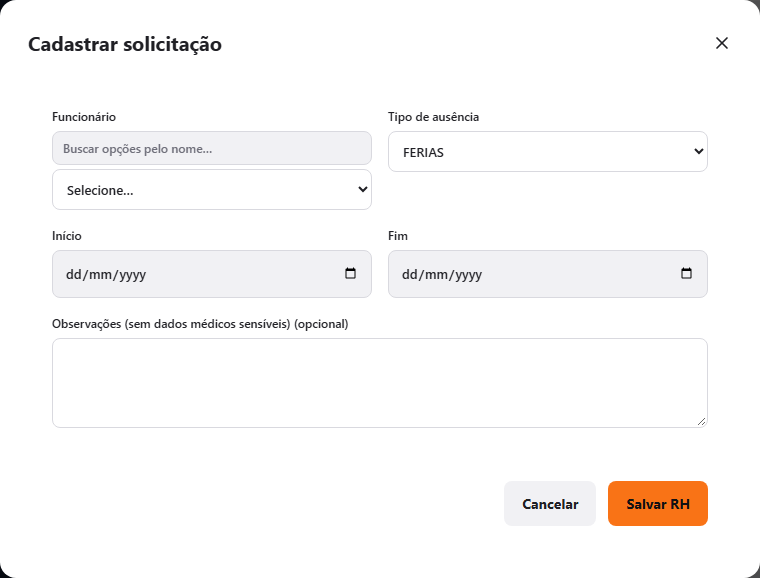 Cadastrar solicitação
Funcionário
Tipo de ausência
Buscar opções pelo nome...
FERIAS
Selecione...
Início
Fim
dd/mm/yyyy
dd/mm/yyyy
Observações (sem dados médicos sensíveis) (opcional)
Cancelar
Salvar RH